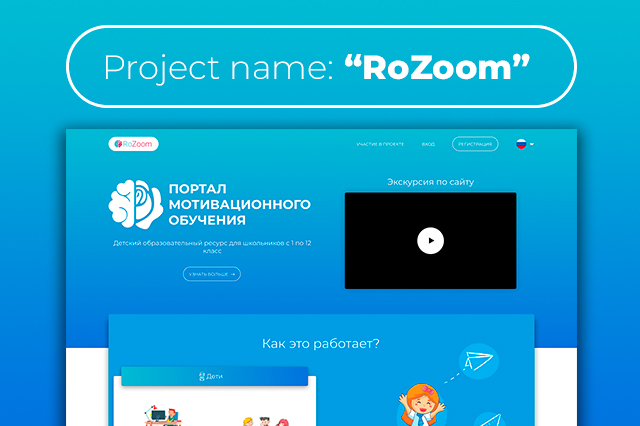 Project name: “RoZoom”
RoZoom
УЧАСТИЕ В ПРОЕКТЕ ВХОД РЕГИСТРАЦИЯ
ПОРТАЛ
МОТИВАЦИОННОГО
ОБУЧЕНИЯ
Детский образовательный ресурс для школьников с 1 по 12
класс
УЗНАТЬ БОЛЬШЕ →
Экскурсия по сайту
Как это работает?
Дети